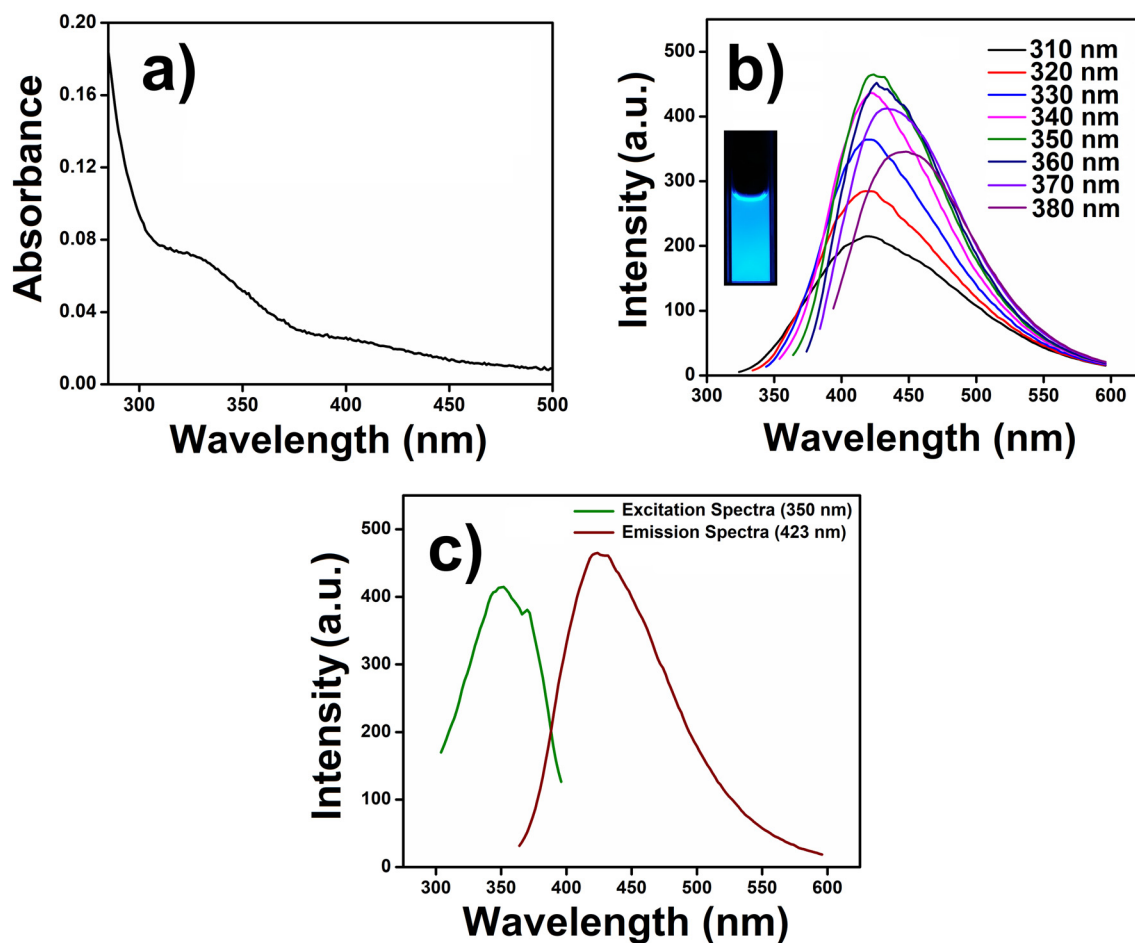 a)
0.20
0.16
0.12
0.08
0.04
0.00
Absorbance
300 350 400 450 500
Wavelength (nm)
b)
500
400
300
200
100
0
Intensity (a.u.)
310 nm
320 nm
330 nm
340 nm
350 nm
360 nm
370 nm
380 nm
300 350 400 450 500 550 600
Wavelength (nm)
c)
Excitation Spectra (350 nm)
Emission Spectra (423 nm)
500
400
300
200
100
0
Intensity (a.u.)
300 350 400 450 500 550 600
Wavelength (nm)